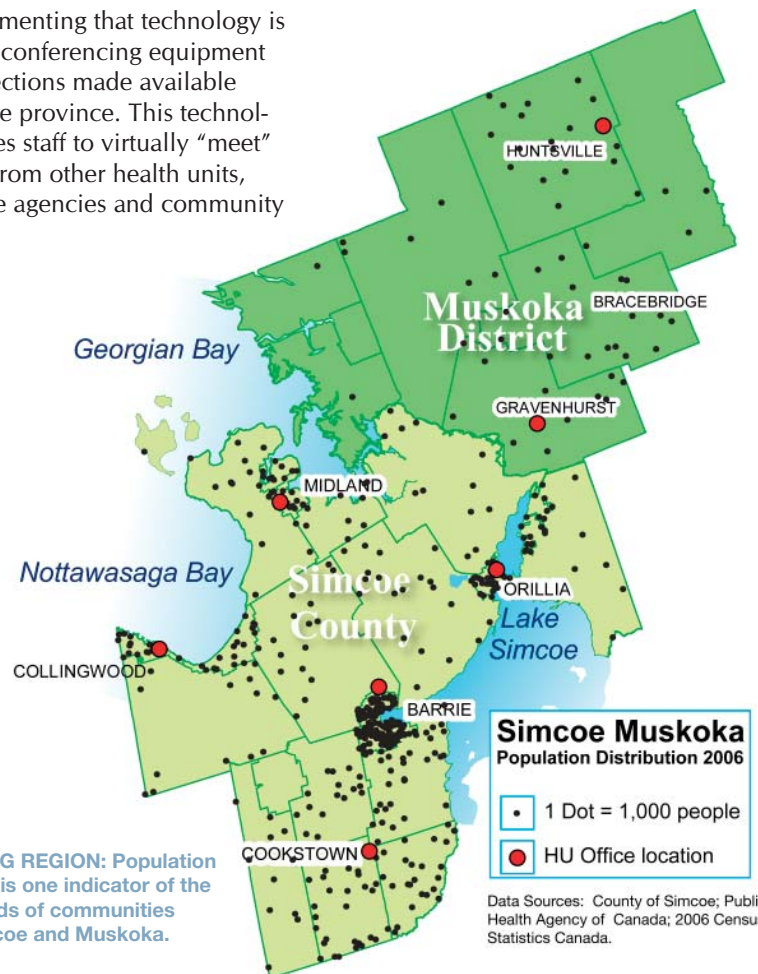 menting that technology is
conferencing equipment
ections made available
e province. This technol-
es staff to virtually “meet”
from other health units,
e agencies and community
HUNTSVILLE
Muskoka
District
BRACEBRIDGE
Georgian Bay
GRAVENHURST
MIDLAND
Nottawasaga Bay
Simcoe
County
ORILLIA
Lake
Simcoe
COLLINGWOOD
BARRIE
Simcoe Muskoka
Population Distribution 2006
1 Dot = 1,000 people
HU Office location
COOKSTOWN
G REGION: Population
is one indicator of the
ds of communities
coe and Muskoka.
Data Sources: County of Simcoe; Publi
Health Agency of Canada; 2006 Census
Statistics Canada.